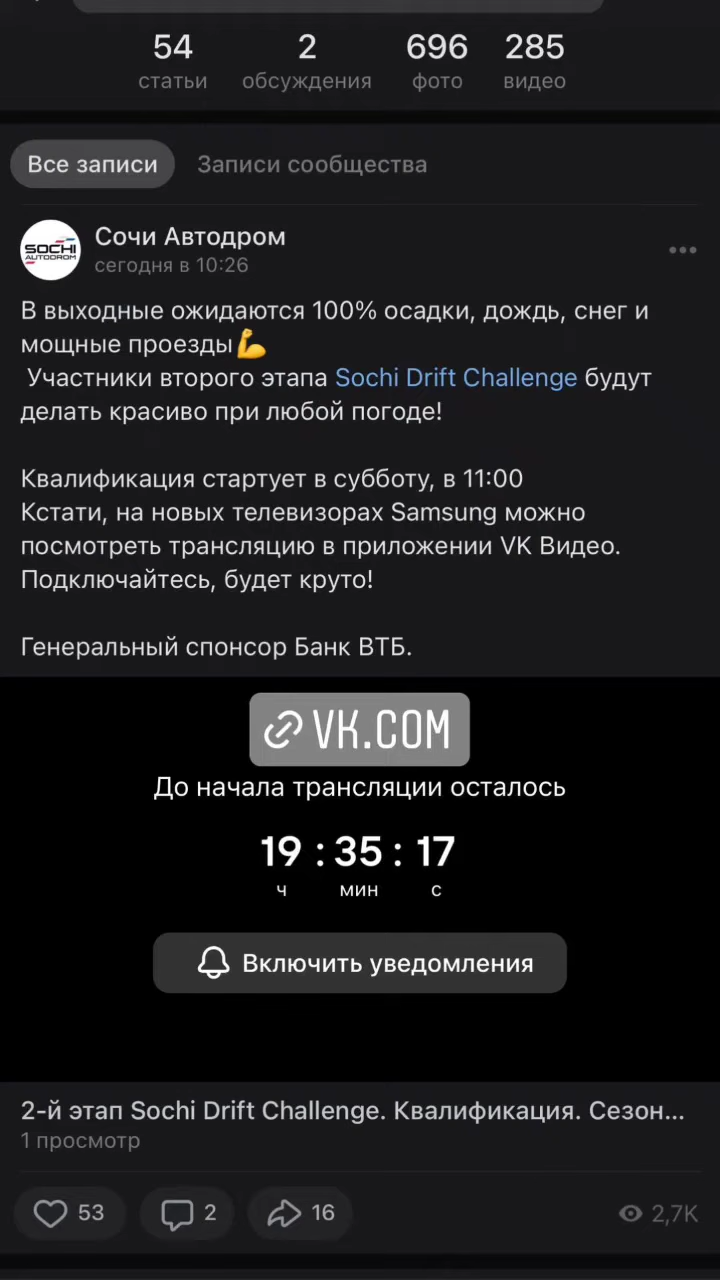 54 2 696 285
статьи обсуждения фото видео
Все записи Записи сообщества
SOCHI
AUTODROM
Сочи Автодром
сегодня в 10:26
В выходные ожидаются 100% осадки, дождь, снег и
мощные проезды💪
Участники второго этапа Sochi Drift Challenge будут
делать красиво при любой погоде!
Квалификация стартует в субботу, в 11:00
Кстати, на новых телевизорах Samsung можно
посмотреть трансляцию в приложении VK Видео.
Подключайтесь, будет круто!
Генеральный спонсор Банк ВТБ.
VK.COM
До начала трансляции осталось
19 : 35 : 17
ч мин с
Включить уведомления
2-й этап Sochi Drift Challenge. Квалификация. Сезон...
1 просмотр
53 2 16 2,7K